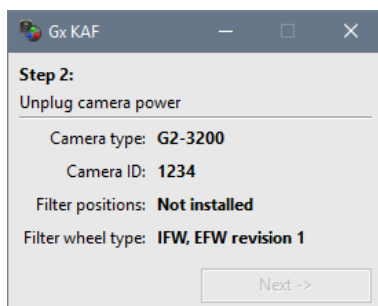 Gx KAF
Step 2:
Unplug camera power
Camera type: G2-3200
Camera ID: 1234
Filter positions: Not installed
Filter wheel type: IFW, EFW revision 1
Next ->